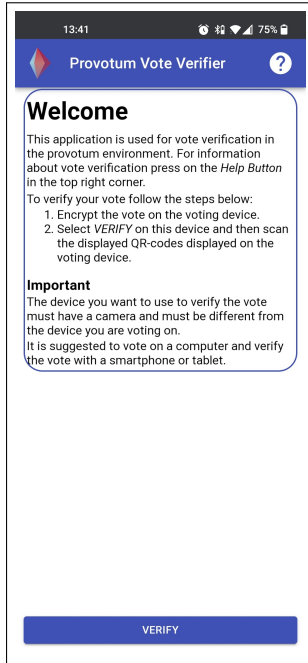 13:41 75%
Provotum Vote Verifier ?
Welcome
This application is used for vote verification in
the provotum environment. For information
about vote verification press on the Help Button
in the top right corner.
To verify your vote follow the steps below:
1. Encrypt the vote on the voting device.
2. Select VERIFY on this device and then scan
the displayed QR-codes displayed on the
voting device.
Important
The device you want to use to verify the vote
must have a camera and must be different from
the device you are voting on.
It is suggested to vote on a computer and verify
the vote with a smartphone or tablet.
VERIFY